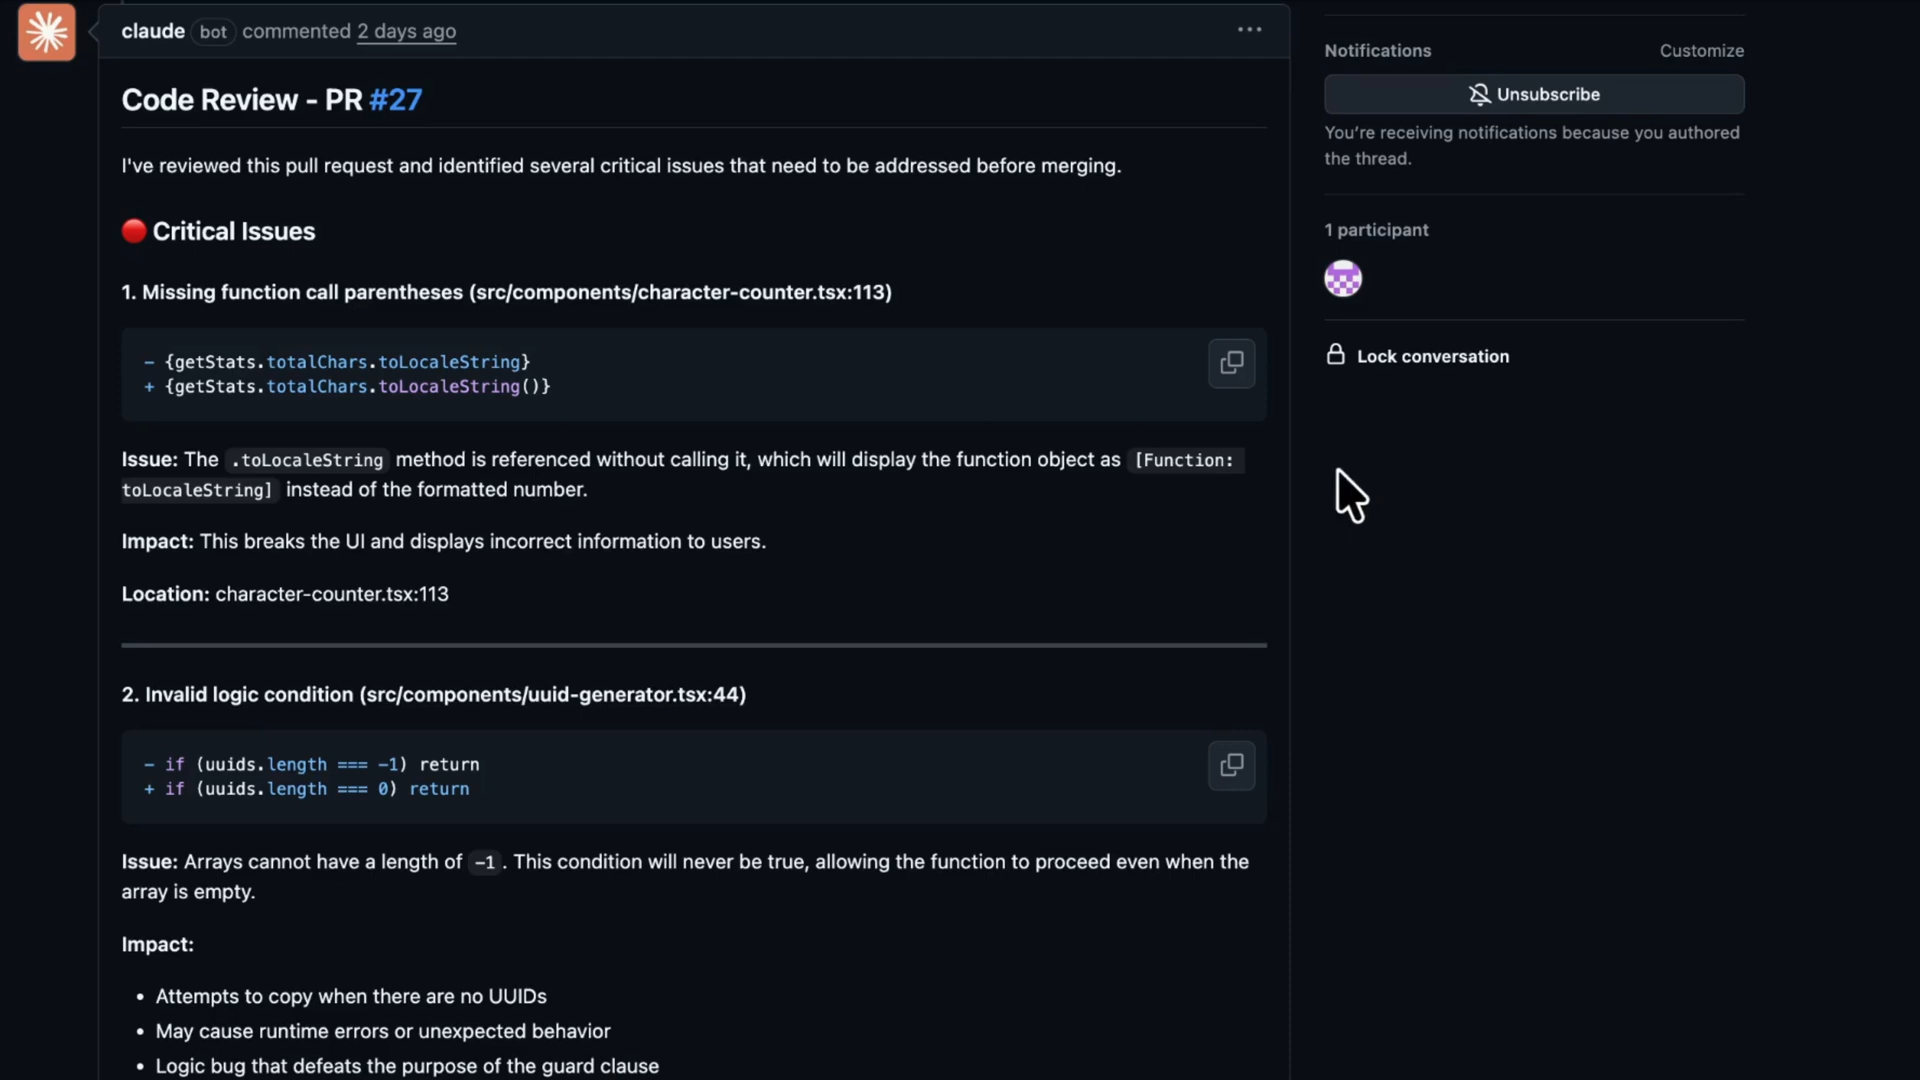 claude bot commented 2 days ago
Code Review - PR #27
I've reviewed this pull request and identified several critical issues that need to be addressed before merging.
Critical Issues
1. Missing function call parentheses (src/components/character-counter.tsx:113)
- {getStats.totalChars.toLocaleString}
+ {getStats.totalChars.toLocaleString()}
Issue: The .toLocaleString method is referenced without calling it, which will display the function object as [Function:
toLocaleString] instead of the formatted number.
Impact: This breaks the UI and displays incorrect information to users.
Location: character-counter.tsx:113
2. Invalid logic condition (src/components/uuid-generator.tsx:44)
- if (uuids.length === -1) return
+ if (uuids.length === 0) return
Issue: Arrays cannot have a length of -1. This condition will never be true, allowing the function to proceed even when the
array is empty.
Impact:
• Attempts to copy when there are no UUIDs
• May cause runtime errors or unexpected behavior
• Logic bug that defeats the purpose of the guard clause
Notifications Customize
Unsubscribe
You're receiving notifications because you authored
the thread.
1 participant
Lock conversation